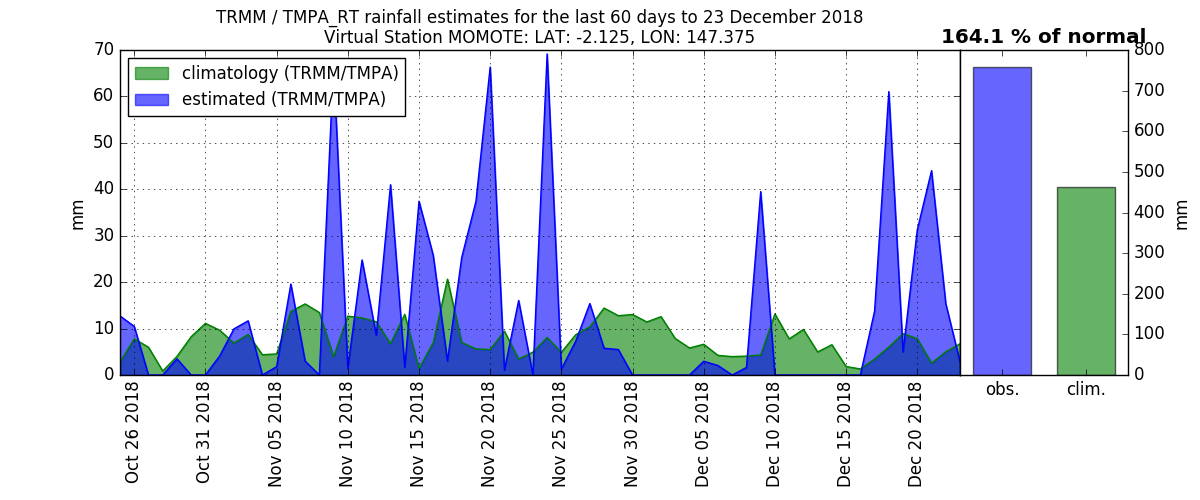 TRMM / TMPA_RT rainfall estimates for the last 60 days to 23 December 2018
Virtual Station MOMOTE: LAT: -2.125, LON: 147.375
164.1 % of normal
climatology (TRMM/TMPA)
estimated (TRMM/TMPA)
70
60
50
40
30
20
10
0
mm
800
700
600
500
400
300
200
100
0
mm
Oct 26 2018
Oct 31 2018
Nov 05 2018
Nov 10 2018
Nov 15 2018
Nov 20 2018
Nov 25 2018
Nov 30 2018
Dec 05 2018
Dec 10 2018
Dec 15 2018
Dec 20 2018
obs.
clim.